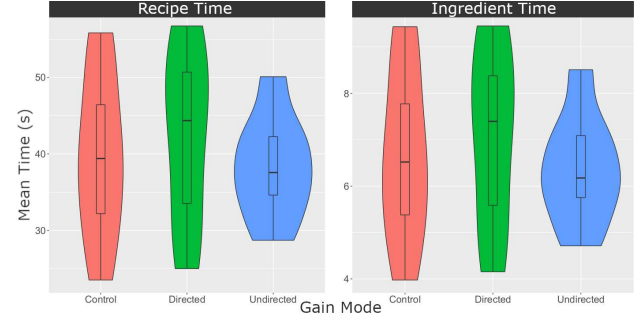 Recipe Time
Ingredient Time
Mean Time (s)
50
40
30
8
6
4
Control
Directed
Undirected
Control
Directed
Undirected
Gain Mode